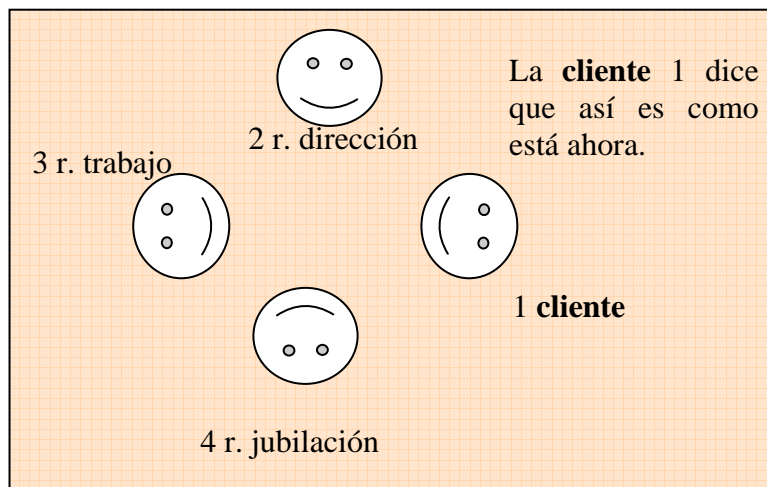 La cliente 1 dice
que así es como
está ahora.
2 r. dirección
3 r. trabajo
1 cliente
4 r. jubilación